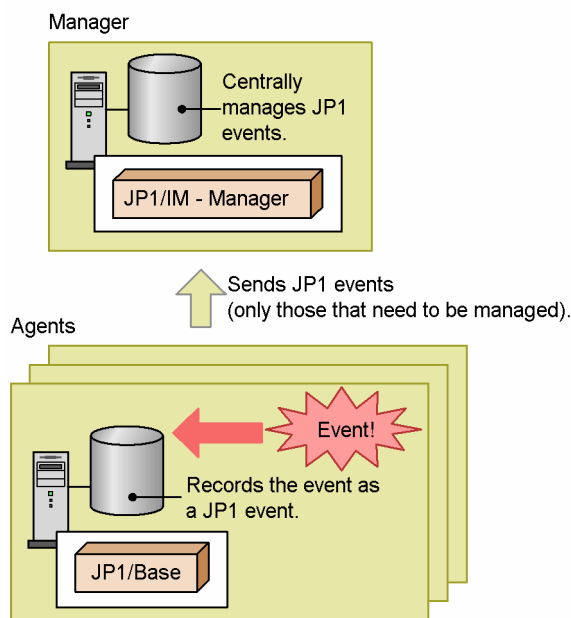 Manager
Centrally
manages JP1
events.
JP1/IM - Manager
Sends JP1 events
(only those that need to be managed).
Agents
Event!
Records the event as
a JP1 event.
JP1/Base